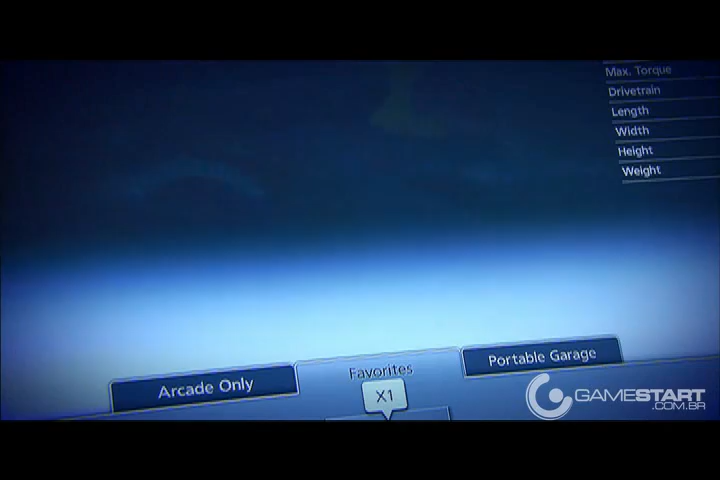 Max. Torque
Drivetrain
Length
Width
Height
Weight
Arcade Only
Favorites
Portable Garage
X1
GAMESTART
.COM.BR